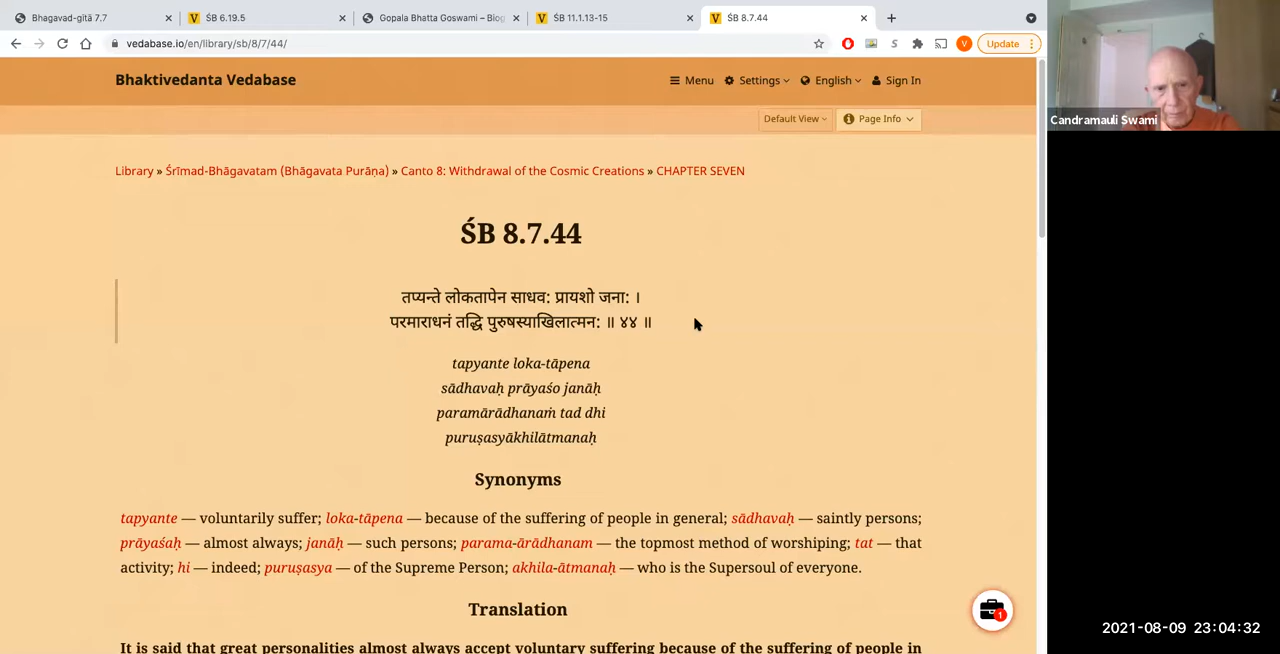 Bhagavad-gītā 7.7
ŚB 6.19.5
Gopala Bhatta Goswami – Biog
ŚB 11.1.13-15
ŚB 8.7.44
vedabase.io/en/library/sb/8/7/44/
Update
Bhaktivedanta Vedabase
Menu
Settings
English
Sign In
Default View
Page Info
Library » Śrīmad-Bhāgavatam (Bhāgavata Purāṇa) » Canto 8: Withdrawal of the Cosmic Creations » CHAPTER SEVEN
ŚB 8.7.44
तप्यन्ते लोकतापेन साधव: प्रायशो जना: ।
परमाराधनं तद्धि पुरुषस्याखिलात्मन: ॥ ४४ ॥
tapyante loka-tāpena
sādhavaḥ prāyaśo janāḥ
paramārādhanaṁ tad dhi
puruṣasyākhilātmanaḥ
Synonyms
tapyante — voluntarily suffer; loka-tāpena — because of the suffering of people in general; sādhavaḥ — saintly persons;
prāyaśaḥ — almost always; janāḥ — such persons; parama-ārādhanam — the topmost method of worshiping; tat — that
activity; hi — indeed; puruṣasya — of the Supreme Person; akhila-ātmanaḥ — who is the Supersoul of everyone.
Translation
It is said that great personalities almost always accept voluntary suffering because of the suffering of people in
Candramauli Swami
1
2021-08-09 23:04:32